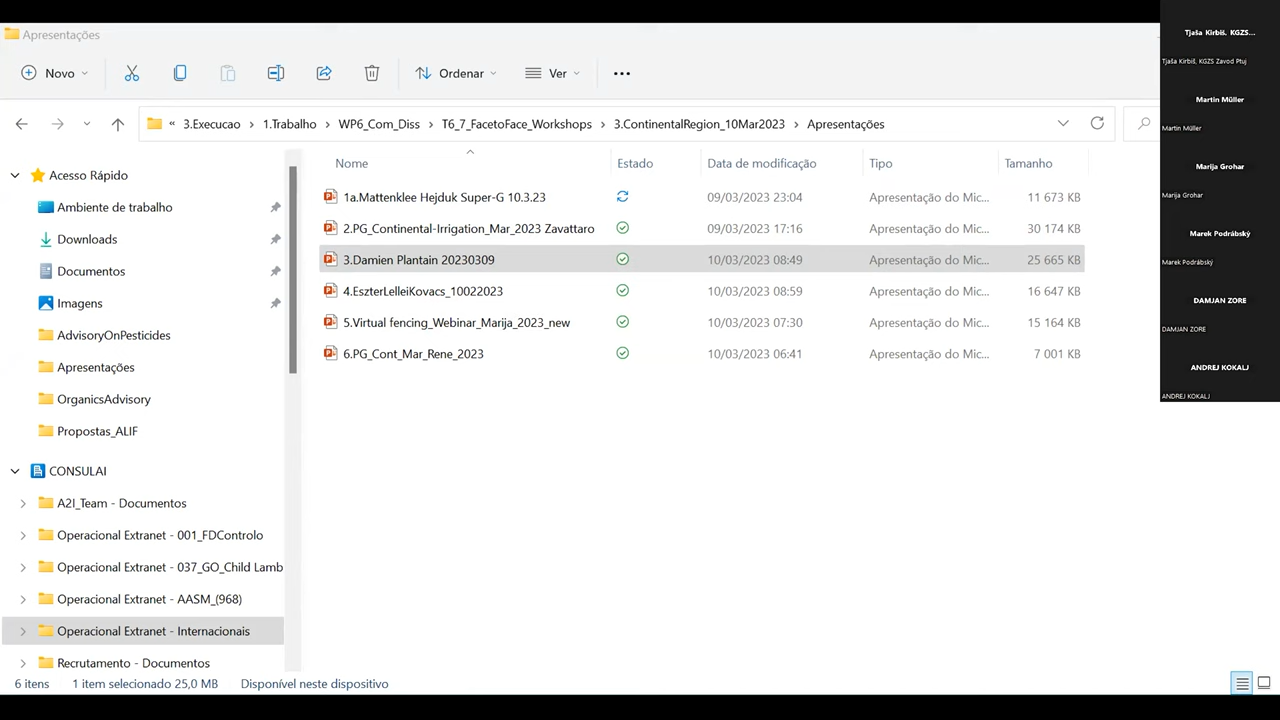 Apresentações
Novo
Ordenar
Ver
« 3.Execucao > 1.Trabalho > WP6_Com_Diss > T6_7_FacetoFace_Workshops > 3.ContinentalRegion_10Mar2023 > Apresentações
Nome Estado Data de modificação Tipo Tamanho
1a.Mattenklee Hejduk Super-G 10.3.23 09/03/2023 23:04 Apresentação do Mic... 11 673 KB
2.PG_Continental-Irrigation_Mar_2023 Zavattaro 09/03/2023 17:16 Apresentação do Mic... 30 174 KB
3.Damien Plantain 20230309 10/03/2023 08:49 Apresentação do Mic... 25 665 KB
4.EszterLelleiKovacs_10022023 10/03/2023 08:59 Apresentação do Mic... 16 647 KB
5.Virtual fencing_Webinar_Marija_2023_new 10/03/2023 07:30 Apresentação do Mic... 15 164 KB
6.PG_Cont_Mar_Rene_2023 10/03/2023 06:41 Apresentação do Mic... 7 001 KB
Acesso Rápido
Ambiente de trabalho
Downloads
Documentos
Imagens
AdvisoryOnPesticides
Apresentações
OrganicsAdvisory
Propostas_ALIF
CONSULAI
A2I_Team - Documentos
Operacional Extranet - 001_FDControlo
Operacional Extranet - 037_GO_Child Lamb
Operacional Extranet - AASM_(968)
Operacional Extranet - Internacionais
Recrutamento - Documentos
6 itens 1 item selecionado 25,0 MB Disponível neste dispositivo
Tjaša Kirbiš, KGZS...
Tjaša Kirbiš, KGZS Zavod Ptuj
Martin Müller
Martin Müller
Marija Grohar
Marija Grohar
Marek Podrábský
Marek Podrábský
DAMJAN ZORE
DAMJAN ZORE
ANDREJ KOKALJ
ANDREJ KOKALJ